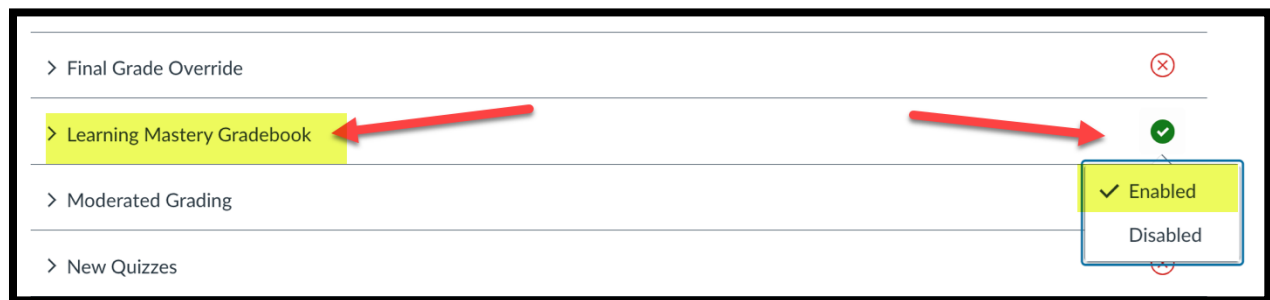 Final Grade Override
Learning Mastery Gradebook
Moderated Grading
Enabled
Disabled
New Quizzes